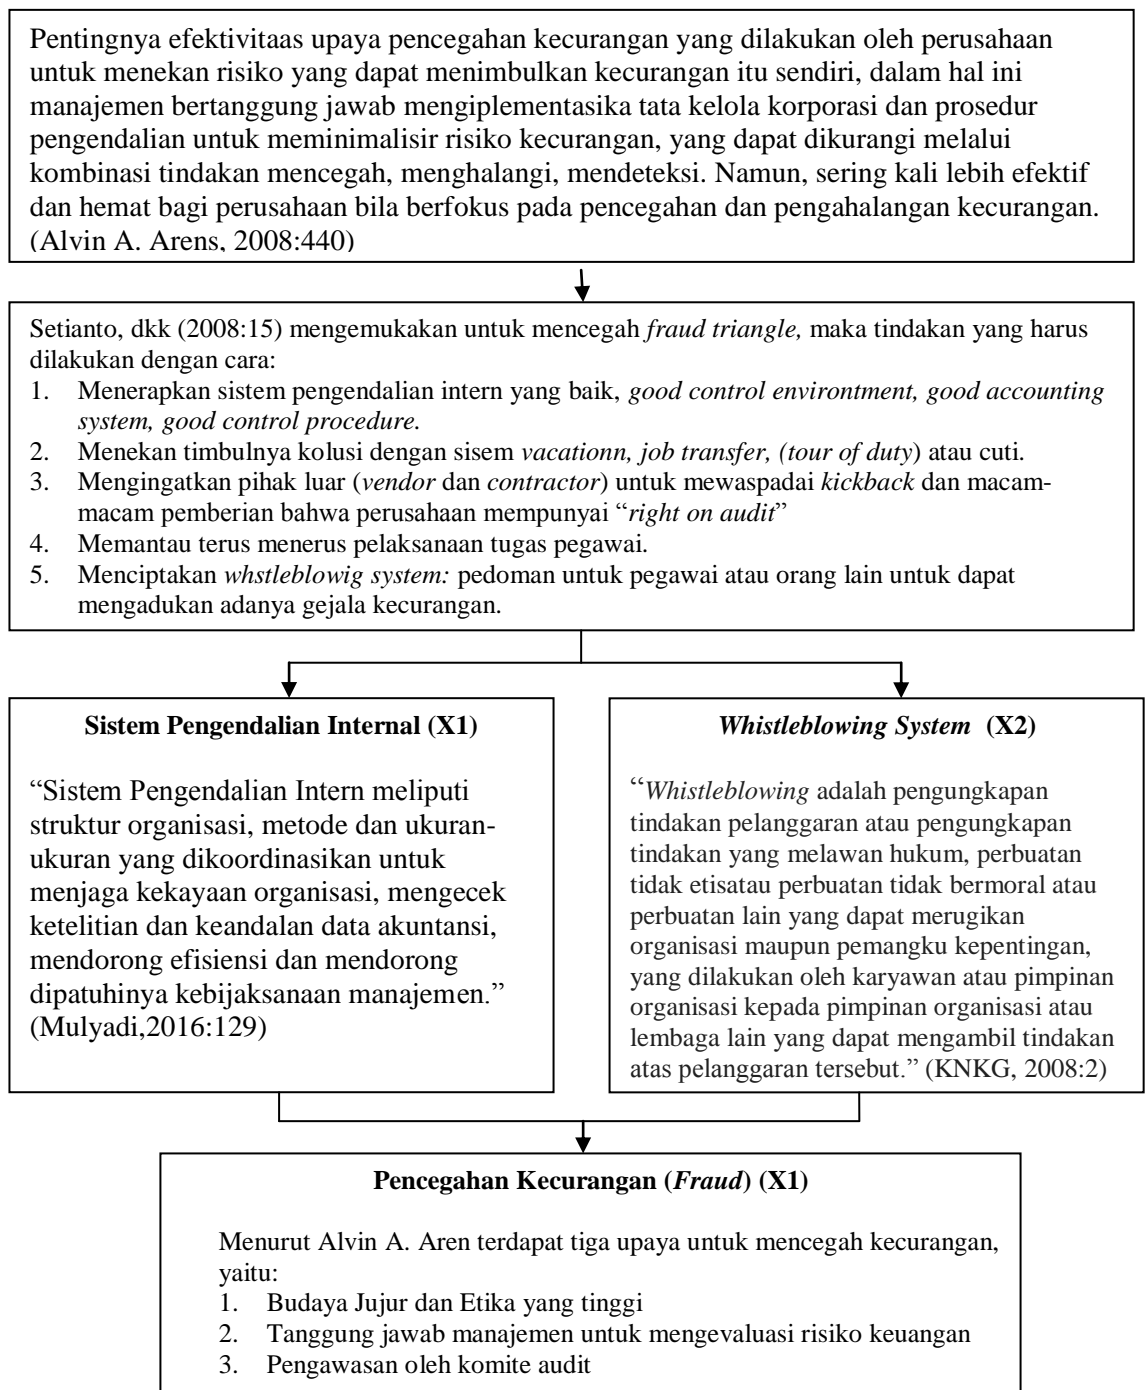 Pentingnya efektivitaas upaya pencegahan kecurangan yang dilakukan oleh perusahaan
untuk menekan risiko yang dapat menimbulkan kecurangan itu sendiri, dalam hal ini
manajemen bertanggung jawab mengiplementasika tata kelola korporasi dan prosedur
pengendalian untuk meminimalisir risiko kecurangan, yang dapat dikurangi melalui
kombinasi tindakan mencegah, menghalangi, mendeteksi. Namun, sering kali lebih efektif
dan hemat bagi perusahaan bila berfokus pada pencegahan dan pengahalangan kecurangan.
(Alvin A. Arens, 2008:440)
Setianto, dkk (2008:15) mengemukakan untuk mencegah fraud triangle, maka tindakan yang harus
dilakukan dengan cara:
1. Menerapkan sistem pengendalian intern yang baik, good control environtment, good accounting
system, good control procedure.
2. Menekan timbulnya kolusi dengan sisem vacationn, job transfer, (tour of duty) atau cuti.
3. Mengingatkan pihak luar (vendor dan contractor) untuk mewaspadai kickback dan macam-
macam pemberian bahwa perusahaan mempunyai “right on audit”
4. Memantau terus menerus pelaksanaan tugas pegawai.
5. Menciptakan whstleblowig system: pedoman untuk pegawai atau orang lain untuk dapat
mengadukan adanya gejala kecurangan.
Sistem Pengendalian Internal (X1)
“Sistem Pengendalian Intern meliputi
struktur organisasi, metode dan ukuran-
ukuran yang dikoordinasikan untuk
menjaga kekayaan organisasi, mengecek
ketelitian dan keandalan data akuntansi,
mendorong efisiensi dan mendorong
dipatuhinya kebijaksanaan manajemen.”
(Mulyadi,2016:129)
Whistleblowing System (X2)
“Whistleblowing adalah pengungkapan
tindakan pelanggaran atau pengungkapan
tindakan yang melawan hukum, perbuatan
tidak etisatau perbuatan tidak bermoral atau
perbuatan lain yang dapat merugikan
organisasi maupun pemangku kepentingan,
yang dilakukan oleh karyawan atau pimpinan
organisasi kepada pimpinan organisasi atau
lembaga lain yang dapat mengambil tindakan
atas pelanggaran tersebut.” (KNKG, 2008:2)
Pencegahan Kecurangan (Fraud) (X1)
Menurut Alvin A. Aren terdapat tiga upaya untuk mencegah kecurangan,
yaitu:
1. Budaya Jujur dan Etika yang tinggi
2. Tanggung jawab manajemen untuk mengevaluasi risiko keuangan
3. Pengawasan oleh komite audit